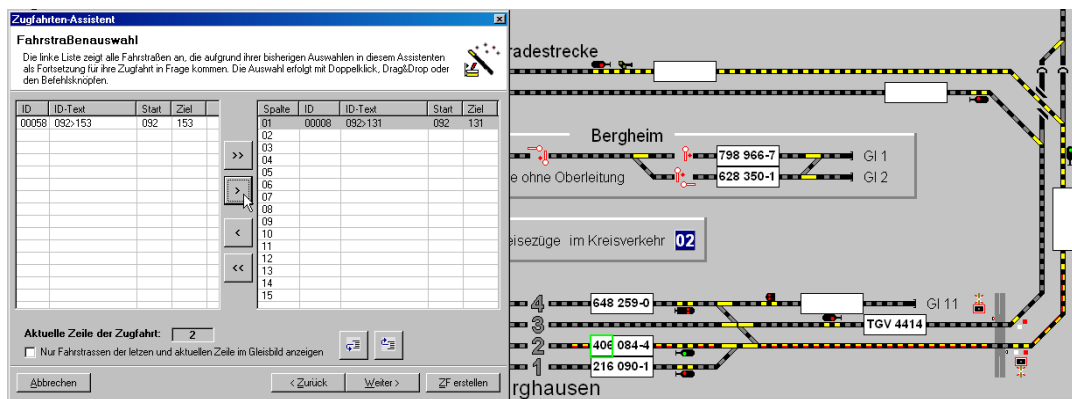 Zugfahrten-Assistent
Fahrstraßenauswahl
Die linke Liste zeigt alle Fahrstraßen an, die aufgrund ihrer bisherigen Auswahlen in diesem Assistenten
als Fortsetzung für ihre Zugfahrt in Frage kommen. Die Auswahl erfolgt mit Doppelklick, Drag&Drop oder
den Befehlsknöpfen.
ID ID-Text Start Ziel
00058 092>153 092 153
>>
>
<
<<
Spalte ID ID-Text Start Ziel
01 00008 092>131 092 131
02
03
04
05
06
07
08
09
10
11
12
13
14
15
Aktuelle Zeile der Zugfahrt: 2
Nur Fahrstrassen der letzen und aktuellen Zeile im Gleisbild anzeigen
Abbrechen
< Zurück
Weiter >
ZF erstellen
radestrecke
Bergheim
798 966-7 Gl 1
e ohne Oberleitung 628 350-1 Gl 2
eisezüge im Kreisverkehr 02
4 648 259-0 Gl 11
3 TGV 4414
2 406 084-4
1 216 090-1
rghausen